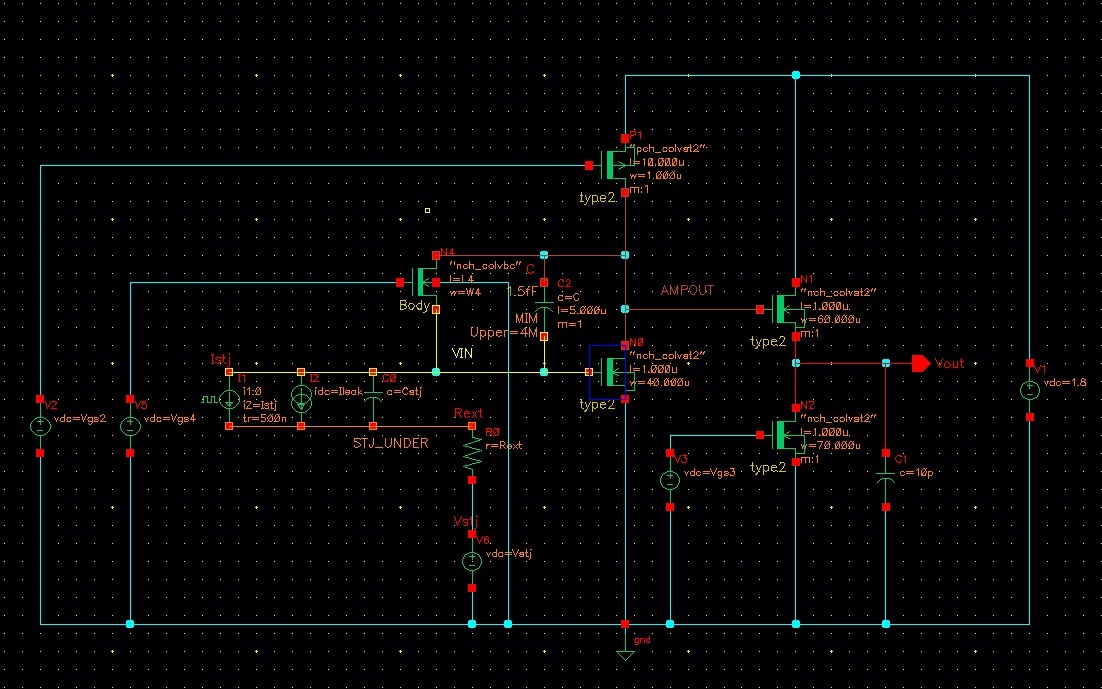 P1
"pch_colvst2"
l=10.000u
w=1.000u
m:1
type2
N4
"nch_colvbc"
l=L4
w=W4
Body
C
C2
1.5fF
c=C
l=5.000u
m=1
MIM
Upper=4M
AMPOUT
N1
"nch_colvst2"
l=1.000u
w=60.000u
m:1
type2
VIN
N0
"nch_colvst2"
l=1.000u
w=40.000u
type2
Vout
V1
vdc=1.8
Istj
I1
i1:0
i2=Istj
tr=500n
I2
idc=Ileak
C0
c=Cstj
V2
vdc=Vgs2
V5
vdc=Vgs4
Rext
R0
r=Rext
STJ_UNDER
N2
"nch_colvst2"
l=1.000u
w=70.000u
m:1
type2
V3
vdc=Vgs3
C1
c=10p
Vstj
V6
vdc=Vstj
gnd